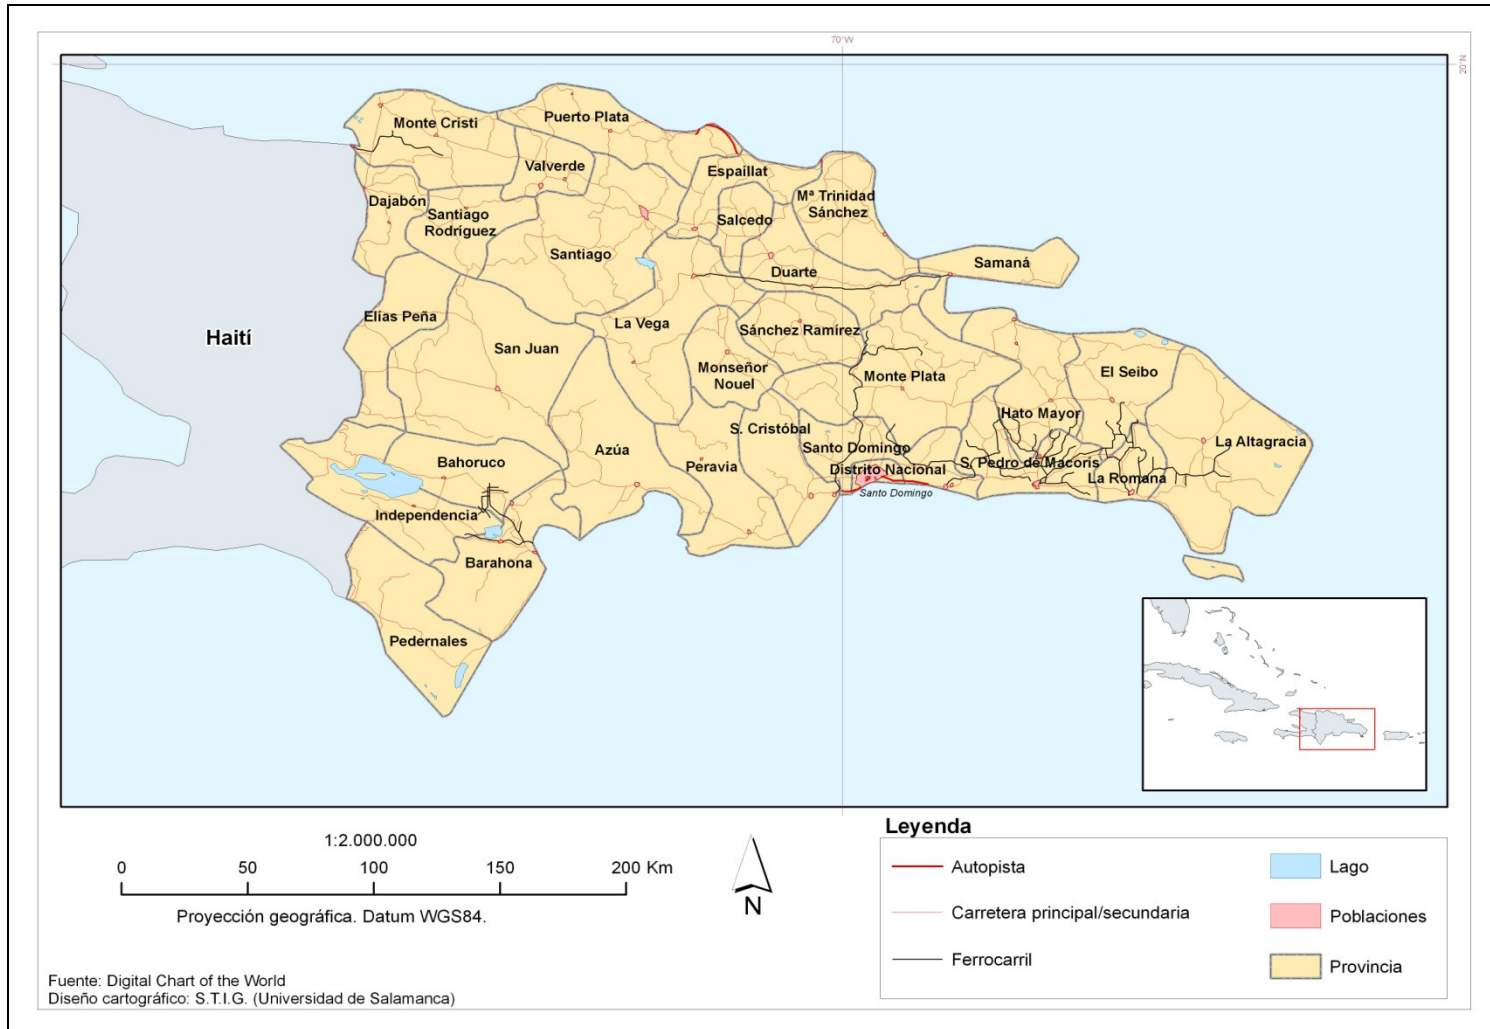 70°W
20°N
Monte Cristi
Puerto Plata
Valverde
Espaillat
Dajabón
Santiago
Rodríguez
Salcedo
Mª Trinidad
Sánchez
Santiago
Duarte
Samaná
Elías Peña
La Vega
Sánchez Ramírez
Haití
San Juan
Monseñor
Nouel
Monte Plata
El Seibo
Hato Mayor
S. Cristóbal
La Altagracia
Azúa
Santo Domingo
Bahoruco
Peravia
Distrito Nacional
S. Pedro de Macorís
La Romana
Santo Domingo
Independencia
Barahona
Pedernales
1:2.000.000
0 50 100 150 200 Km
Proyección geográfica. Datum WGS84.
N
Leyenda
Autopista
Carretera principal/secundaria
Ferrocarril
Lago
Poblaciones
Provincia
Fuente: Digital Chart of the World
Diseño cartográfico: S.T.I.G. (Universidad de Salamanca)